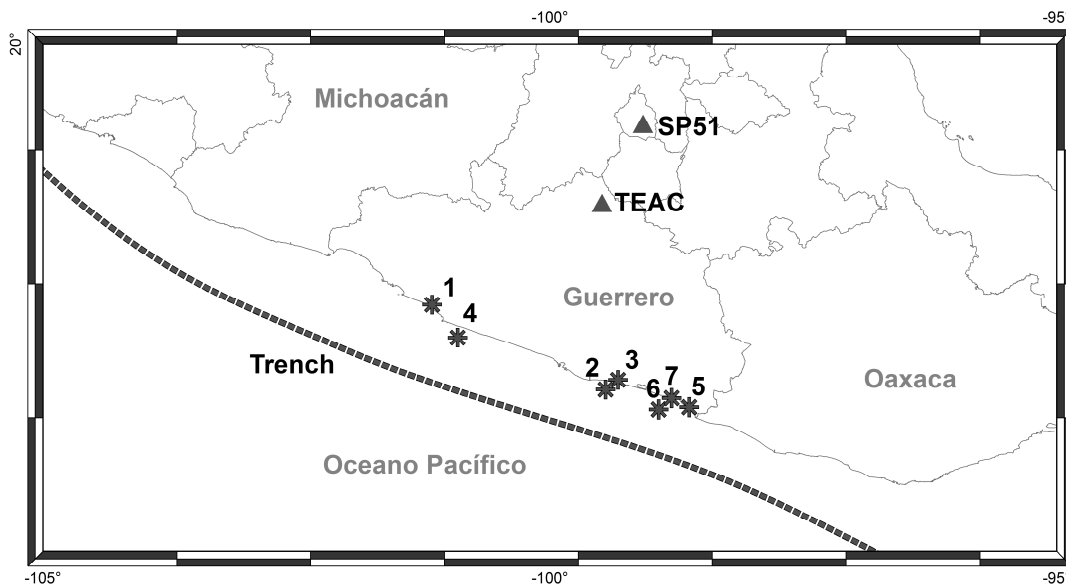 -100°
-95
20°
Michoacán
SP51
TEAC
1
Guerrero
4
Trench
3
2
7
Oaxaca
6
5
Oceano Pacífico
-105°
-100°
-95